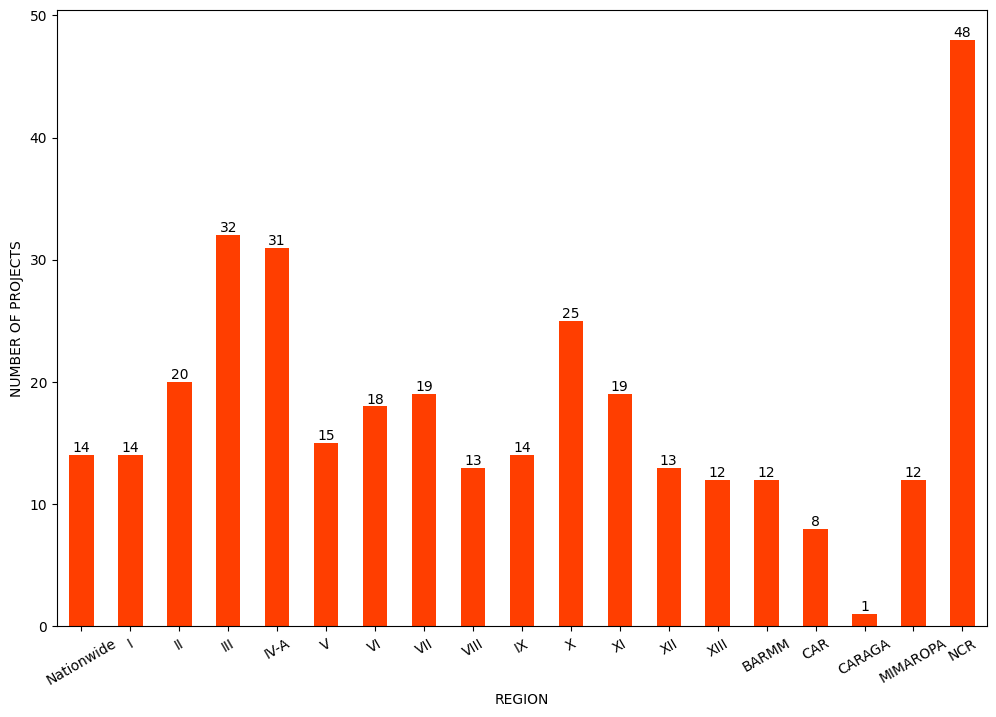 50
40
30
20
10
0
NUMBER OF PROJECTS
14
14
20
32
31
15
18
19
13
14
25
19
13
12
12
8
1
12
48
Nationwide
I
II
III
IV-A
V
VI
VII
VIII
IX
X
XI
XII
XIII
BARMM
CAR
CARAGA
MIMAROPA
NCR
REGION